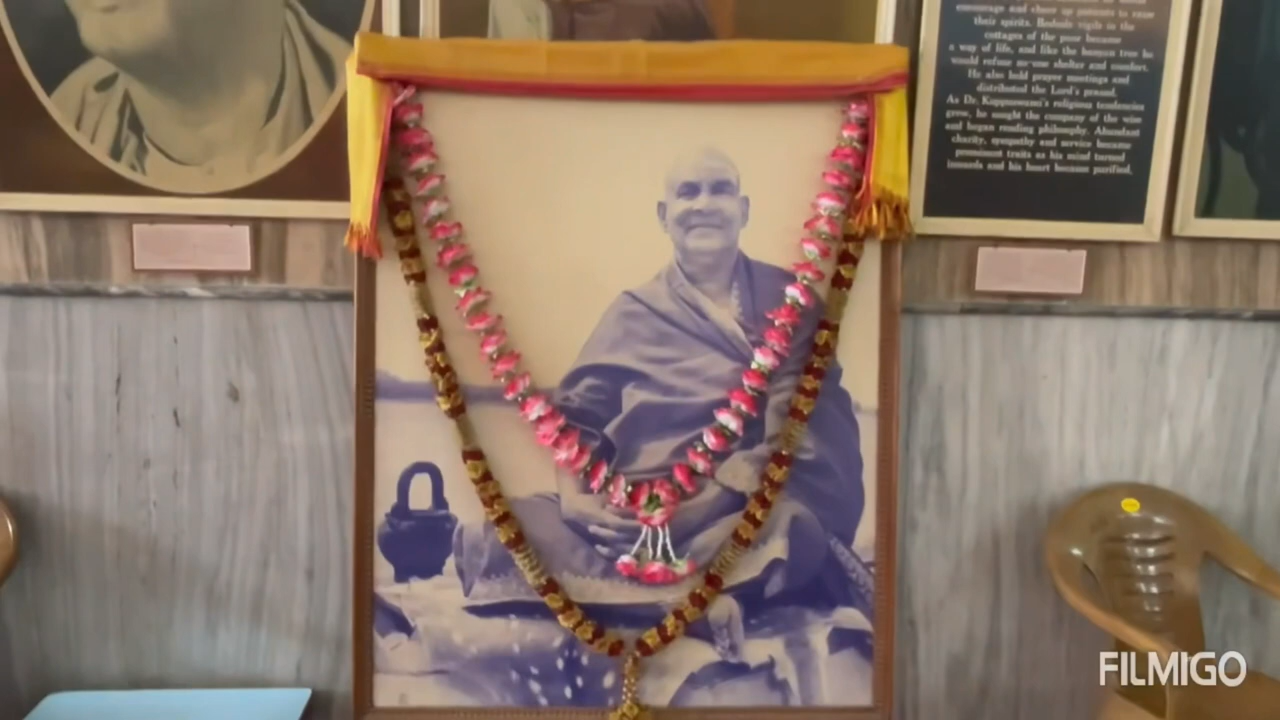 encourage and cheer up patients to raise
their spirits. Bedside vigils in the
cottages of the poor became
a way of life, and like the banyan tree he
would refuse no-one shelter and comfort.
He also held prayer meetings and
distributed the Lord's prasad.
As Dr. Kuppuswami's religious tendencies
grew, he sought the company of the wise
and began reading philosophy. Abundant
charity, sympathy and service became
prominent traits as his mind turned
inwards and his heart became purified.
FILMIGO